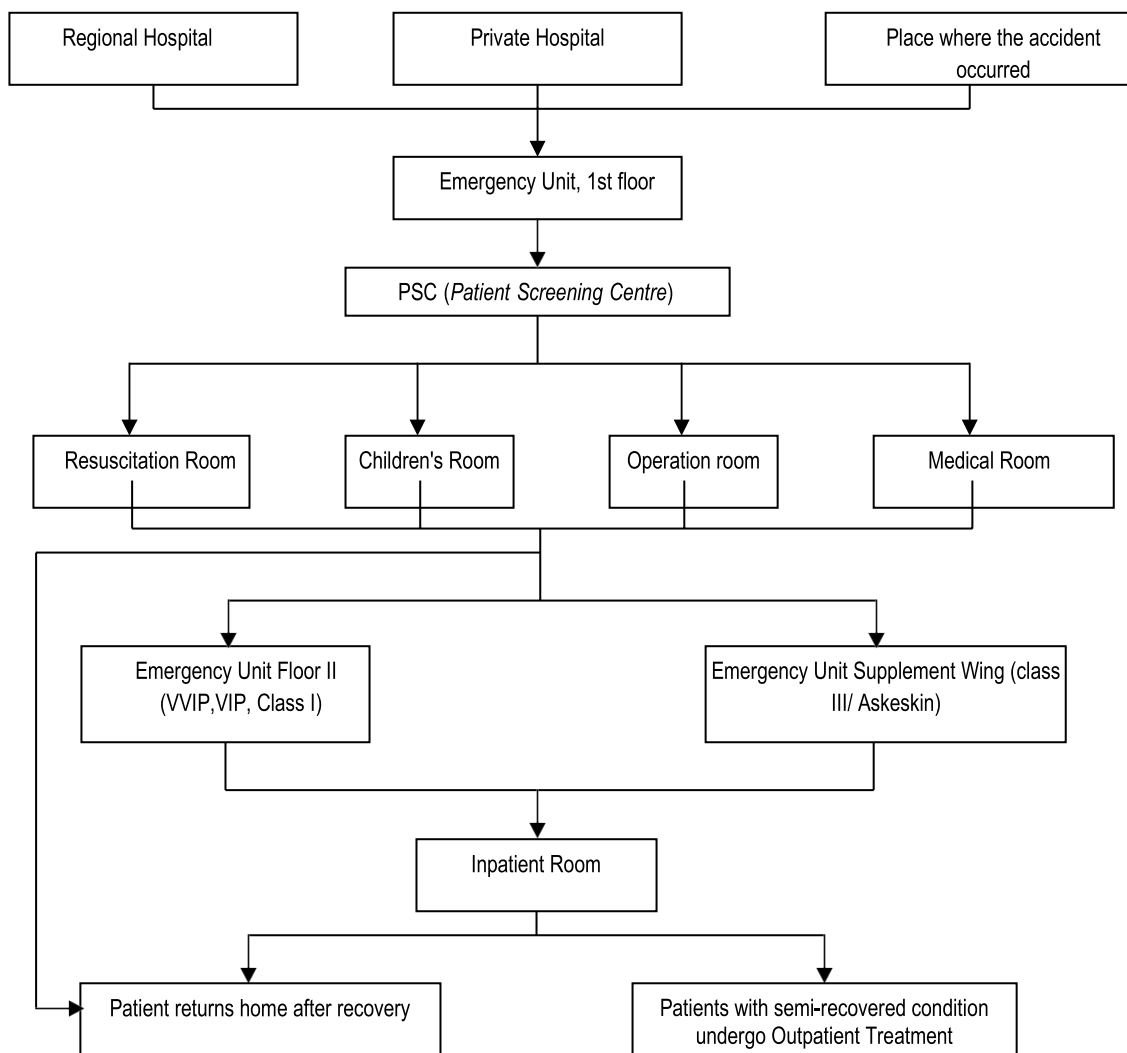 Regional Hospital
Private Hospital
Place where the accident
occurred
Emergency Unit, 1st floor
PSC (Patient Screening Centre)
Resuscitation Room
Children's Room
Operation room
Medical Room
Emergency Unit Floor II
(VVIP,VIP, Class I)
Emergency Unit Supplement Wing (class
III/ Askeskin)
Inpatient Room
Patient returns home after recovery
Patients with semi-recovered condition
undergo Outpatient Treatment